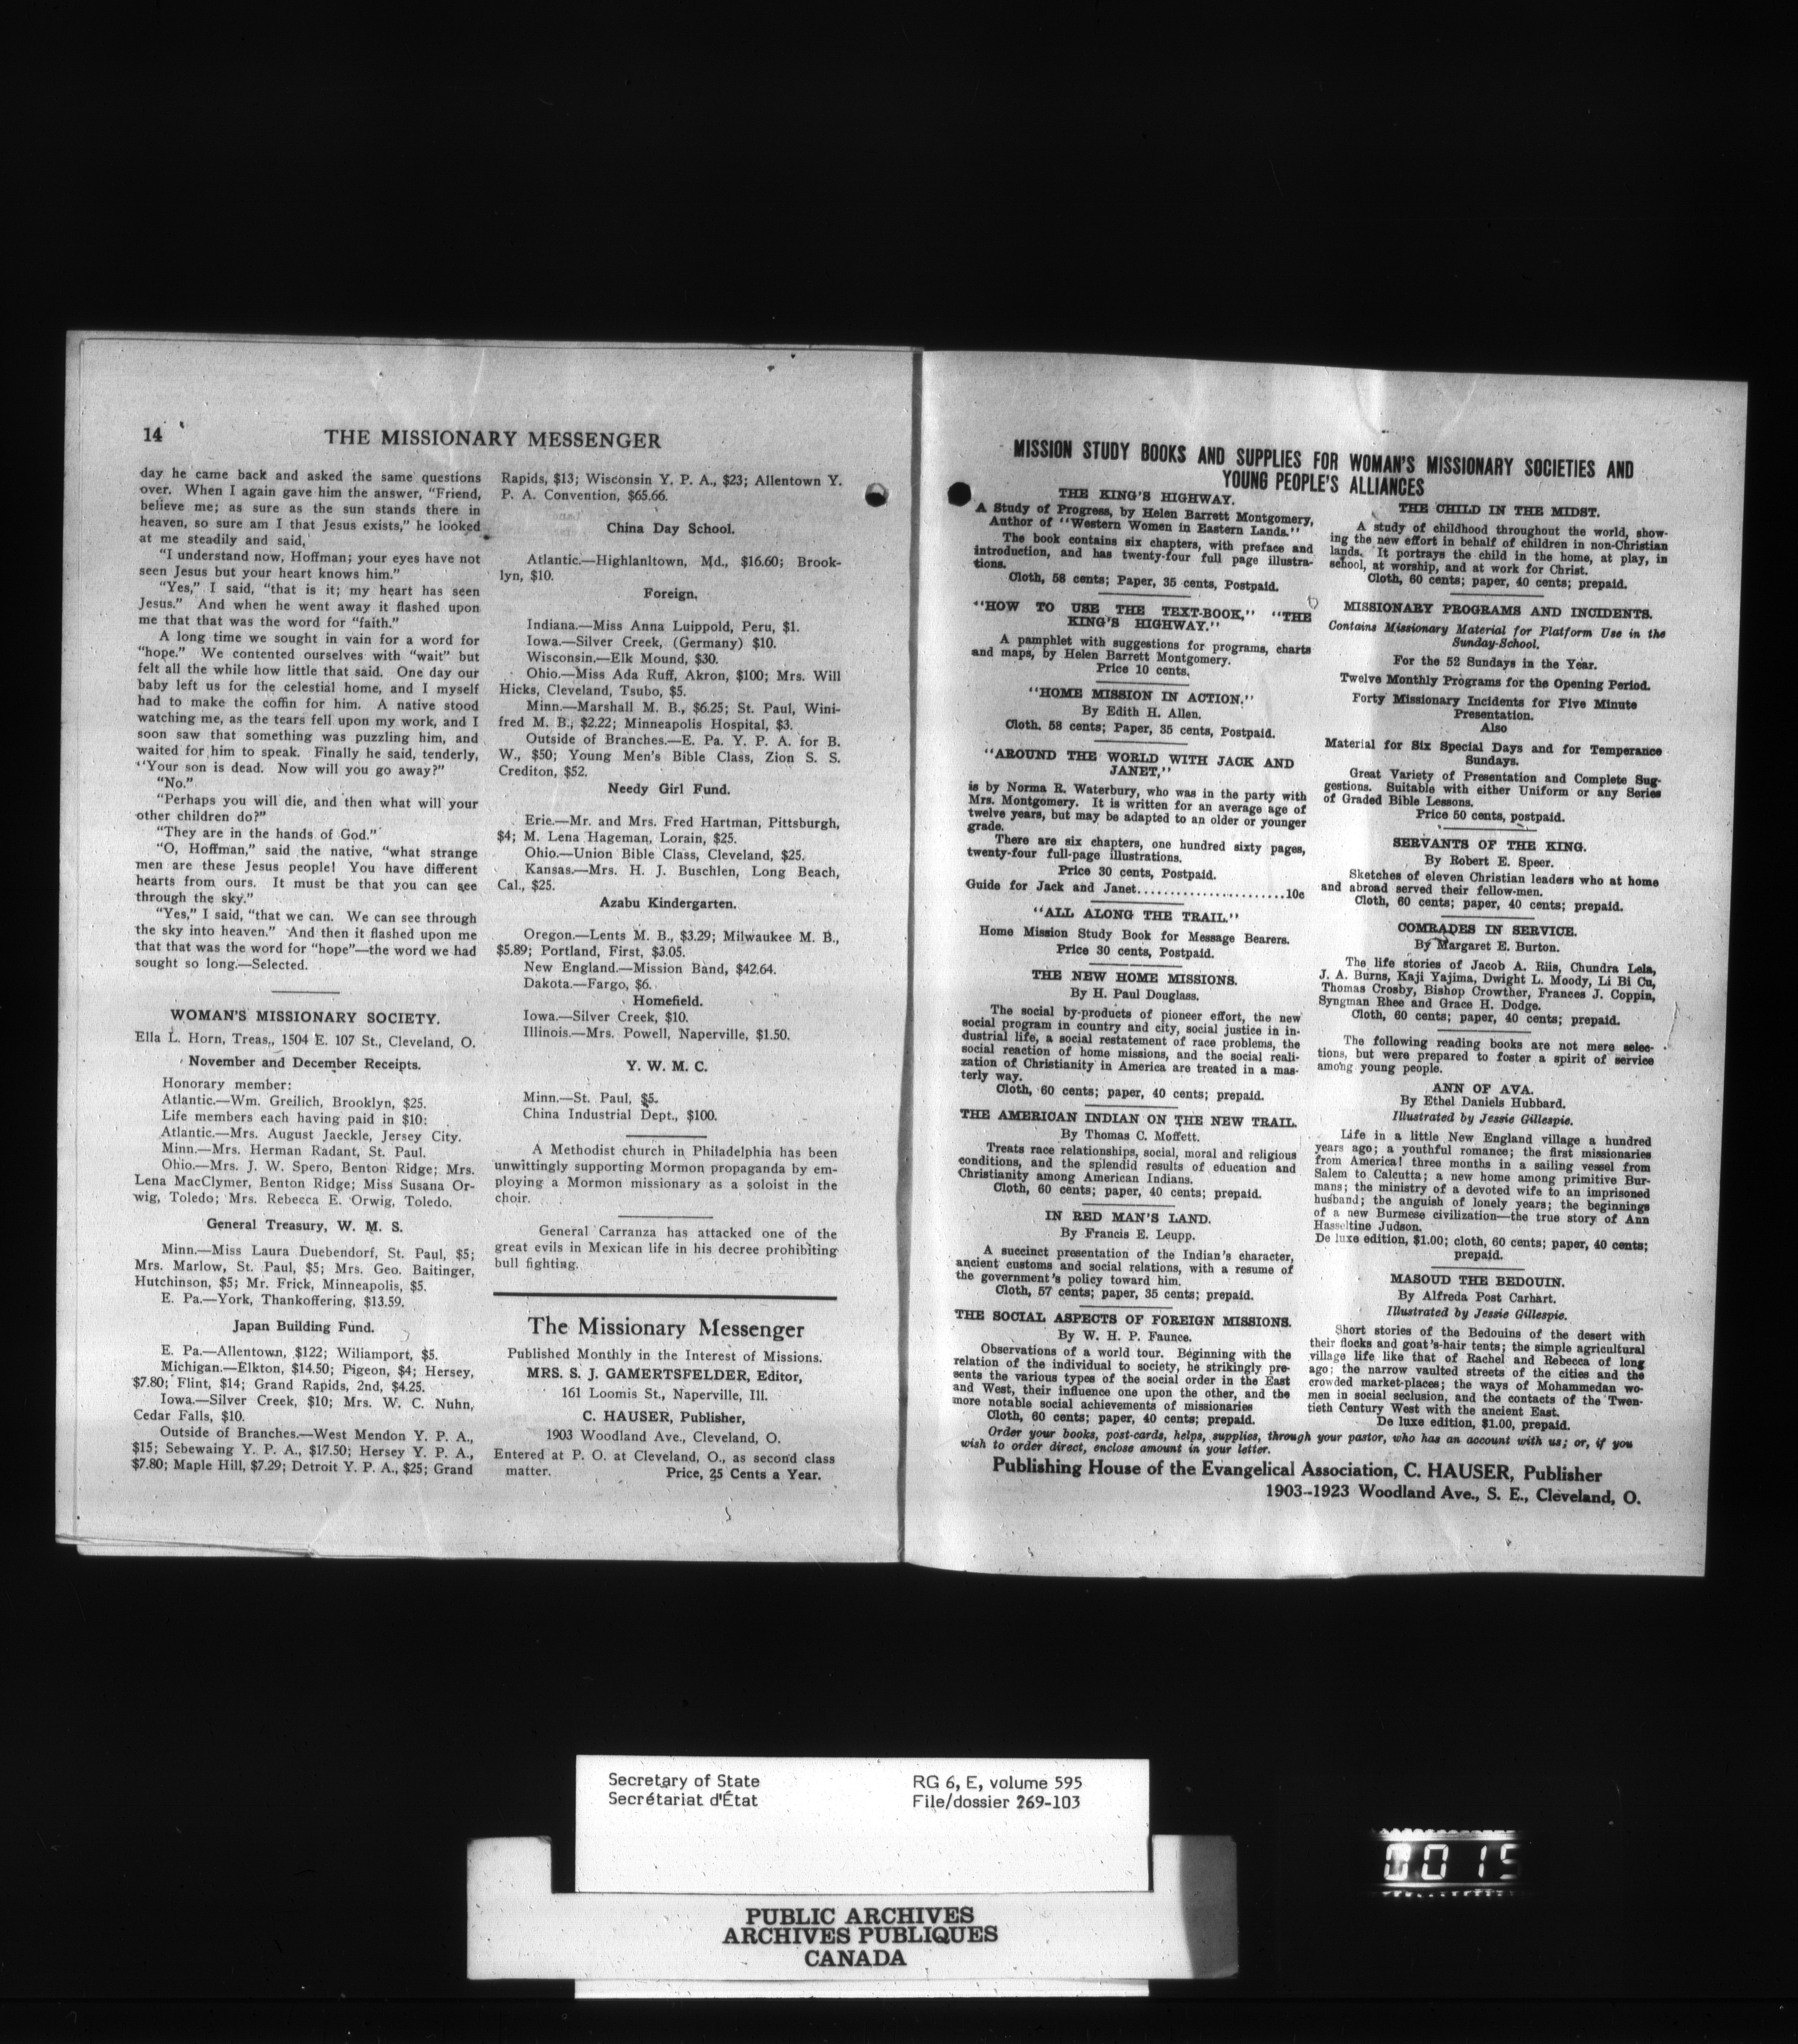 14
THE MISSIONARY MESSENGER
day he came back and asked the same questions
over. When I again gave him the answer, "Friend,
believe me; as sure as the sun stands there in
heaven, so sure am I that Jesus exists," he looked
at me steadily and said,
"I understand now, Hoffman; your eyes have not
seen Jesus but your heart knows him."
"Yes," I said, "that is it; my heart has seen
Jesus." And when he went away it flashed upon
me that that was the word for "faith."
A long time we sought in vain for a word for
"hope." We contented ourselves with "wait" but
felt all the while how little that said. One day our
baby left us for the celestial home, and I myself
had to make the coffin for him. A native stood
watching me, as the tears fell upon my work, and I
soon saw that something was puzzling him, and
waited for him to speak. Finally he said, tenderly,
"Your son is dead. Now will you go away?"
"No."
"Perhaps you will die, and then what will your
other children do?"
"They are in the hands of God."
"O, Hoffman," said the native, "what strange
men are these Jesus people! You have different
hearts from ours. It must be that you can see
through the sky."
"Yes," I said, "that we can. We can see through
the sky into heaven." And then it flashed upon me
that that was the word for "hope"—the word we had
sought so long.—Selected.
WOMAN'S MISSIONARY SOCIETY.
Ella L. Horn, Treas., 1504 E. 107 St., Cleveland, O.
November and December Receipts.
Honorary member:
Atlantic.—Wm. Greilich, Brooklyn, $25.
Life members each having paid in $10:
Atlantic.—Mrs. August Jaeckle, Jersey City.
Minn.—Mrs. Herman Radant, St. Paul.
Ohio.—Mrs. J. W. Spero, Benton Ridge; Mrs.
Lena MacClymer, Benton Ridge; Miss Susana Or-
wig, Toledo; Mrs. Rebecca E. Orwig, Toledo.
General Treasury, W. M. S.
Minn.—Miss Laura Duebendorf, St. Paul, $5;
Mrs. Marlow, St. Paul, $5; Mrs. Geo. Baitinger,
Hutchinson, $5; Mr. Frick, Minneapolis, $5.
E. Pa.—York, Thankoffering, $13.59.
Japan Building Fund.
E. Pa.—Allentown, $122; Wiliamport, $5.
Michigan.—Elkton, $14.50; Pigeon, $4; Hersey,
$7.80; Flint, $14; Grand Rapids, 2nd, $4.25.
Iowa.—Silver Creek, $10; Mrs. W. C. Nuhn,
Cedar Falls, $10.
Outside of Branches.—West Mendon Y. P. A.,
$15; Sebewaing Y. P. A., $17.50; Hersey Y. P. A.,
$7.80; Maple Hill, $7.29; Detroit Y. P. A., $25; Grand
Rapids, $13; Wisconsin Y. P. A., $23; Allentown Y.
P. A. Convention, $65.66.
China Day School.
Atlantic.—Highlanltown, Md., $16.60; Brook-
lyn, $10.
Foreign.
Indiana.—Miss Anna Luippold, Peru, $1.
Iowa.—Silver Creek, (Germany) $10.
Wisconsin.—Elk Mound, $30.
Ohio.—Miss Ada Ruff, Akron, $100; Mrs. Will
Hicks, Cleveland, Tsubo, $5.
Minn.—Marshall M. B., $6.25; St. Paul, Wini-
fred M. B., $2.22; Minneapolis Hospital, $3.
Outside of Branches.—E. Pa. Y. P. A. for B.
W., $50; Young Men's Bible Class, Zion S. S.
Crediton, $52.
Needy Girl Fund.
Erie.—Mr. and Mrs. Fred Hartman, Pittsburgh,
$4; M. Lena Hageman, Lorain, $25.
Ohio.—Union Bible Class, Cleveland, $25.
Kansas.—Mrs. H. J. Buschlen, Long Beach,
Cal., $25.
Azabu Kindergarten.
Oregon.—Lents M. B., $3.29; Milwaukee M. B.,
$5.89; Portland, First, $3.05.
New England.—Mission Band, $42.64.
Dakota.—Fargo, $6.
Homefield.
Iowa.—Silver Creek, $10.
Illinois.—Mrs. Powell, Naperville, $1.50.
Y. W. M. C.
Minn.—St. Paul, $5.
China Industrial Dept., $100.
A Methodist church in Philadelphia has been
unwittingly supporting Mormon propaganda by em-
ploying a Mormon missionary as a soloist in the
choir.
General Carranza has attacked one of the
great evils in Mexican life in his decree prohibiting
bull fighting.
The Missionary Messenger
Published Monthly in the Interest of Missions.
MRS. S. J. GAMERTSFELDER, Editor,
161 Loomis St., Naperville, Ill.
C. HAUSER, Publisher,
1903 Woodland Ave., Cleveland, O.
Entered at P. O. at Cleveland, O., as second class
matter. Price, 25 Cents a Year.
MISSION STUDY BOOKS AND SUPPLIES FOR WOMAN'S MISSIONARY SOCIETIES AND
YOUNG PEOPLE'S ALLIANCES
THE KING'S HIGHWAY.
A Study of Progress, by Helen Barrett Montgomery,
Author of "Western Women in Eastern Lands."
The book contains six chapters, with preface and
introduction, and has twenty-four full page illustra-
tions.
Cloth, 58 cents; Paper, 35 cents, Postpaid.
"HOW TO USE THE TEXT-BOOK," "THE
KING'S HIGHWAY."
A pamphlet with suggestions for programs, charts
and maps, by Helen Barrett Montgomery.
Price 10 cents.
"HOME MISSION IN ACTION."
By Edith H. Allen.
Cloth. 58 cents; Paper, 35 cents, Postpaid.
"AROUND THE WORLD WITH JACK AND
JANET,"
is by Norma R. Waterbury, who was in the party with
Mrs. Montgomery. It is written for an average age of
twelve years, but may be adapted to an older or younger
grade.
There are six chapters, one hundred sixty pages,
twenty-four full-page illustrations.
Price 30 cents, Postpaid.
Guide for Jack and Janet......................10c
"ALL ALONG THE TRAIL."
Home Mission Study Book for Message Bearers.
Price 30 cents, Postpaid.
THE NEW HOME MISSIONS.
By H. Paul Douglass.
The social by-products of pioneer effort, the new
social program in country and city, social justice in in-
dustrial life, a social restatement of race problems, the
social reaction of home missions, and the social reali-
zation of Christianity in America are treated in a mas-
terly way.
Cloth, 60 cents; paper, 40 cents; prepaid.
THE AMERICAN INDIAN ON THE NEW TRAIL.
By Thomas C. Moffett.
Treats race relationships, social, moral and religious
conditions, and the splendid results of education and
Christianity among American Indians.
Cloth, 60 cents; paper, 40 cents; prepaid.
IN RED MAN'S LAND.
By Francis E. Leupp.
A succinct presentation of the Indian's character,
ancient customs and social relations, with a resume of
the government's policy toward him.
Cloth, 57 cents; paper, 35 cents; prepaid.
THE SOCIAL ASPECTS OF FOREIGN MISSIONS.
By W. H. P. Faunce.
Observations of a world tour. Beginning with the
relation of the individual to society, he strikingly pre-
sents the various types of the social order in the East
and West, their influence one upon the other, and the
more notable social achievements of missionaries
Cloth, 60 cents; paper, 40 cents; prepaid.
THE CHILD IN THE MIDST.
A study of childhood throughout the world, show-
ing the new effort in behalf of children in non-Christian
lands. It portrays the child in the home, at play, in
school, at worship, and at work for Christ.
Cloth, 60 cents; paper, 40 cents; prepaid.
MISSIONARY PROGRAMS AND INCIDENTS.
Contains Missionary Material for Platform Use in the
Sunday-School.
For the 52 Sundays in the Year.
Twelve Monthly Programs for the Opening Period.
Forty Missionary Incidents for Five Minute
Presentation.
Also
Material for Six Special Days and for Temperance
Sundays.
Great Variety of Presentation and Complete Sug-
gestions. Suitable with either Uniform or any Series
of Graded Bible Lessons.
Price 50 cents, postpaid.
SERVANTS OF THE KING.
By Robert E. Speer.
Sketches of eleven Christian leaders who at home
and abroad served their fellow-men.
Cloth, 60 cents; paper, 40 cents; prepaid.
COMRADES IN SERVICE.
By Margaret E. Burton.
The life stories of Jacob A. Riis, Chundra Lela,
J. A. Burns, Kaji Yajima, Dwight L. Moody, Li Bi Cu,
Thomas Crosby, Bishop Crowther, Frances J. Coppin,
Syngman Rhee and Grace H. Dodge.
Cloth, 60 cents; paper, 40 cents; prepaid.
The following reading books are not mere selec-
tions, but were prepared to foster a spirit of service
among young people.
ANN OF AVA.
By Ethel Daniels Hubbard.
Illustrated by Jessie Gillespie.
Life in a little New England village a hundred
years ago; a youthful romance; the first missionaries
from America! three months in a sailing vessel from
Salem to Calcutta; a new home among primitive Bur-
mans; the ministry of a devoted wife to an imprisoned
husband; the anguish of lonely years; the beginnings
of a new Burmese civilization—the true story of Ann
Hasseltine Judson.
De luxe edition, $1.00; cloth, 60 cents; paper, 40 cents;
prepaid.
MASOUD THE BEDOUIN.
By Alfreda Post Carhart.
Illustrated by Jessie Gillespie.
Short stories of the Bedouins of the desert with
their flocks and goat's-hair tents; the simple agricultural
village life like that of Rachel and Rebecca of long
ago; the narrow vaulted streets of the cities and the
crowded market-places; the ways of Mohammedan wo-
men in social seclusion, and the contacts of the Twen-
tieth Century West with the ancient East.
De luxe edition, $1.00, prepaid.
Order your books, post-cards, helps, supplies, through your pastor, who has an account with us; or, if you
wish to order direct, enclose amount in your letter.
Publishing House of the Evangelical Association, C. HAUSER, Publisher
1903-1923 Woodland Ave., S. E., Cleveland, O.
Secretary of State
Secrétariat d'État
RG 6, E, volume 595
File/dossier 269-103
PUBLIC ARCHIVES
ARCHIVES PUBLIQUES
CANADA
0015